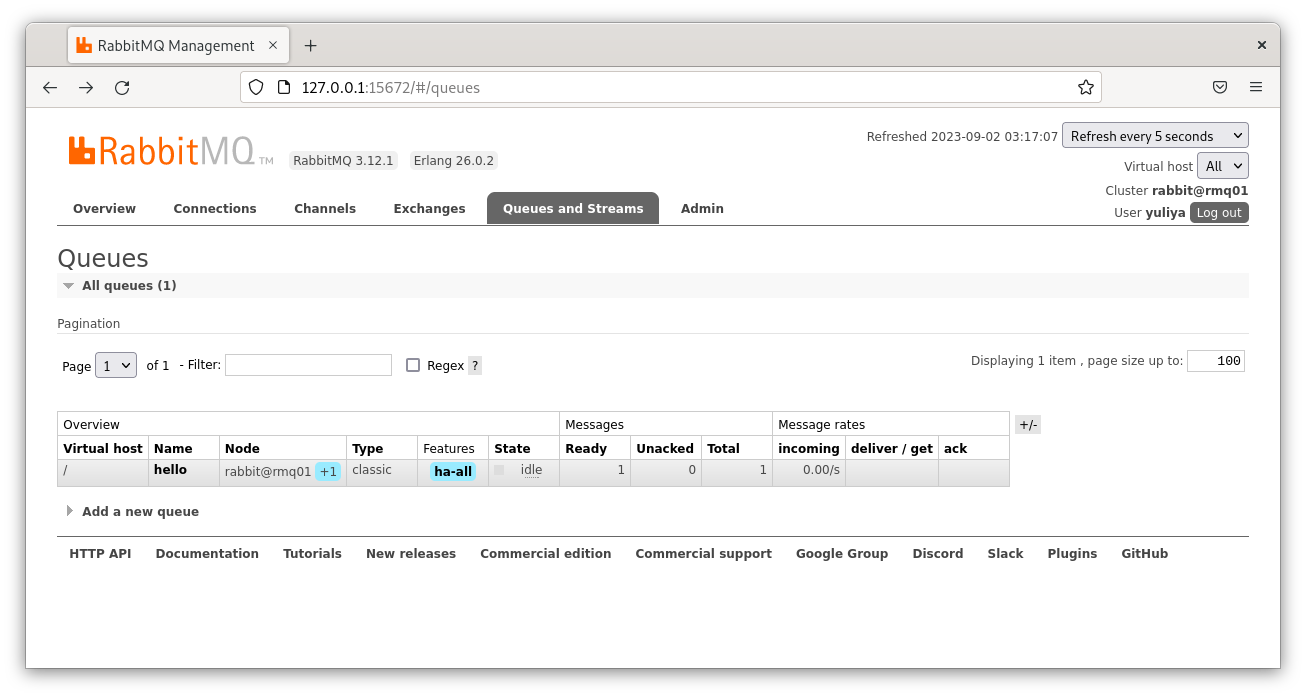 RabbitMQ Management
127.0.0.1:15672/#/queues
RabbitMQ TM RabbitMQ 3.12.1 Erlang 26.0.2
Refreshed 2023-09-02 03:17:07 Refresh every 5 seconds
Virtual host All
Cluster rabbit@rmq01
User yuliya Log out
Overview Connections Channels Exchanges Queues and Streams Admin
Queues
All queues (1)
Pagination
Page 1 of 1 - Filter: Regex ? Displaying 1 item , page size up to: 100
Overview Messages Message rates +/-
Virtual host Name Node Type Features State Ready Unacked Total incoming deliver / get ack
/ hello rabbit@rmq01 +1 classic ha-all idle 1 0 1 0.00/s
Add a new queue
HTTP API Documentation Tutorials New releases Commercial edition Commercial support Google Group Discord Slack Plugins GitHub